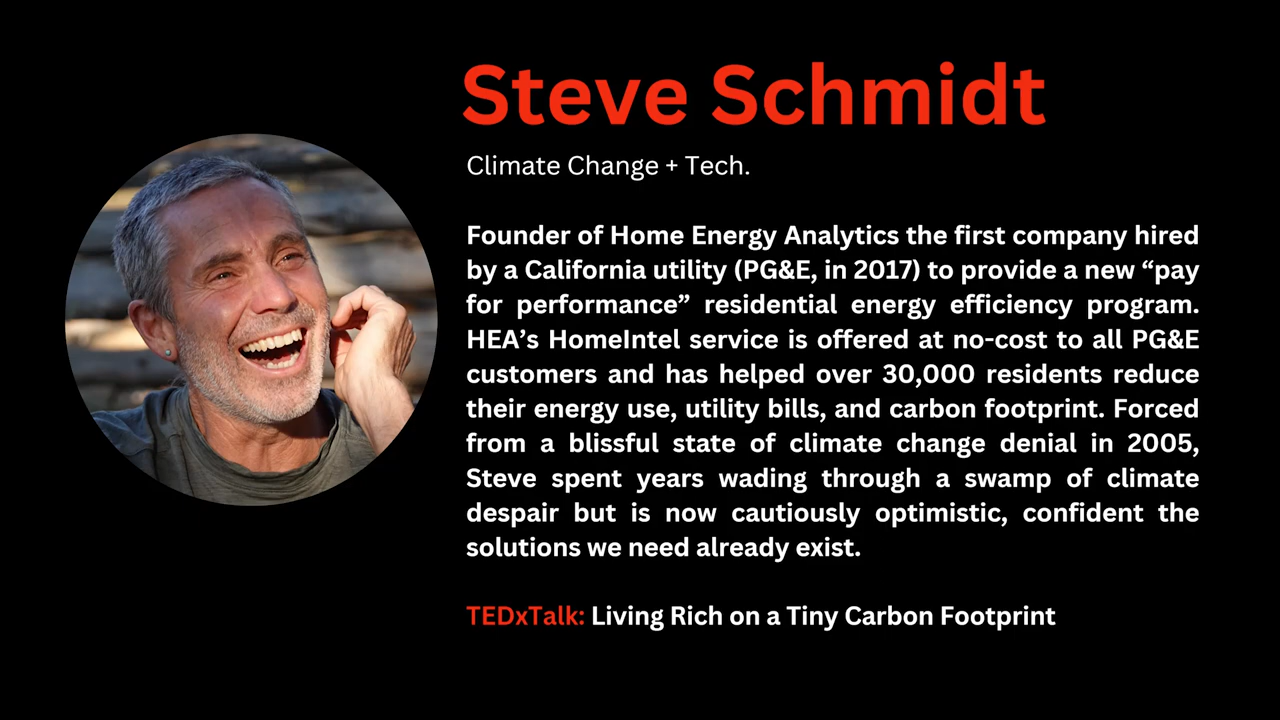 Steve Schmidt
Climate Change + Tech.
Founder of Home Energy Analytics the first company hired
by a California utility (PG&E, in 2017) to provide a new “pay
for performance” residential energy efficiency program.
HEA’s HomeIntel service is offered at no-cost to all PG&E
customers and has helped over 30,000 residents reduce
their energy use, utility bills, and carbon footprint. Forced
from a blissful state of climate change denial in 2005,
Steve spent years wading through a swamp of climate
despair but is now cautiously optimistic, confident the
solutions we need already exist.
TEDxTalk: Living Rich on a Tiny Carbon Footprint